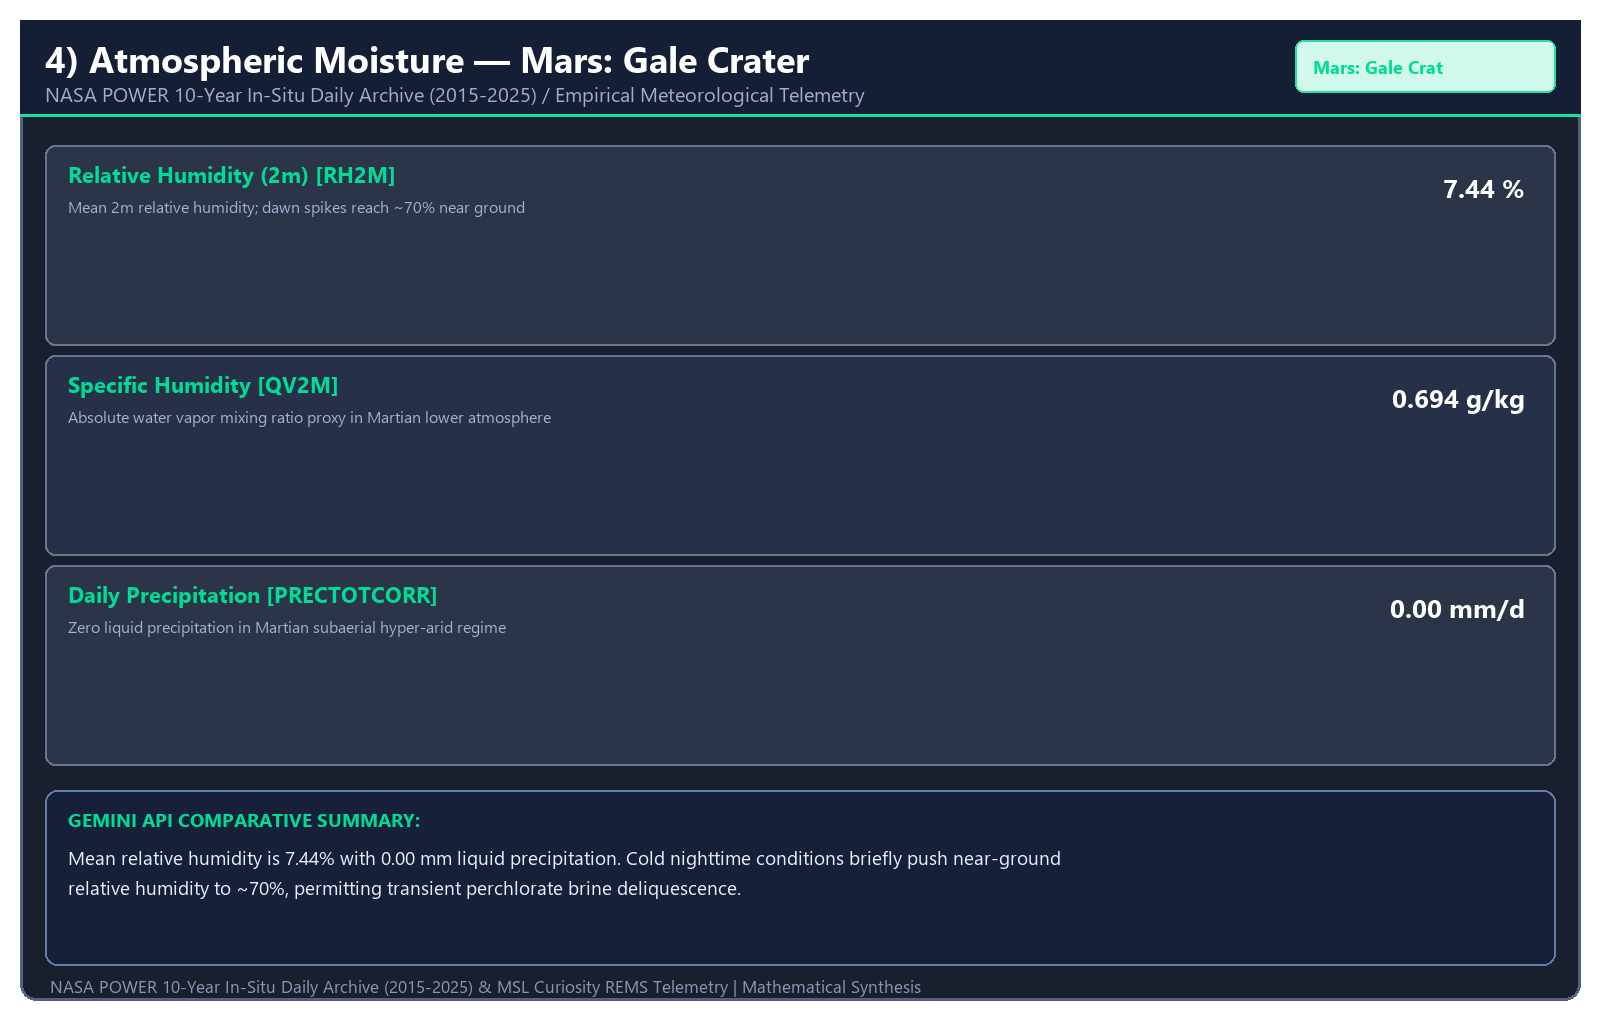 4) Atmospheric Moisture — Mars: Gale Crater
NASA POWER 10-Year In-Situ Daily Archive (2015-2025) / Empirical Meteorological Telemetry
Mars: Gale Crat
Relative Humidity (2m) [RH2M]
7.44 %
Mean 2m relative humidity; dawn spikes reach ~70% near ground
Specific Humidity [QV2M]
0.694 g/kg
Absolute water vapor mixing ratio proxy in Martian lower atmosphere
Daily Precipitation [PRECTOTCORR]
0.00 mm/d
Zero liquid precipitation in Martian subaerial hyper-arid regime
GEMINI API COMPARATIVE SUMMARY:
Mean relative humidity is 7.44% with 0.00 mm liquid precipitation. Cold nighttime conditions briefly push near-ground
relative humidity to ~70%, permitting transient perchlorate brine deliquescence.
NASA POWER 10-Year In-Situ Daily Archive (2015-2025) & MSL Curiosity REMS Telemetry | Mathematical Synthesis